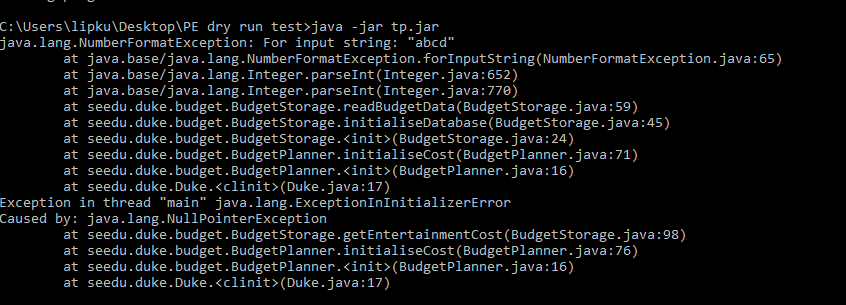 C:\Users\lipku\Desktop\PE dry run test>java -jar tp.jar
java.lang.NumberFormatException: For input string: "abcd"
        at java.base/java.lang.NumberFormatException.forInputString(NumberFormatException.java:65)
        at java.base/java.lang.Integer.parseInt(Integer.java:652)
        at java.base/java.lang.Integer.parseInt(Integer.java:770)
        at seedu.duke.budget.BudgetStorage.readBudgetData(BudgetStorage.java:59)
        at seedu.duke.budget.BudgetStorage.initialiseDatabase(BudgetStorage.java:45)
        at seedu.duke.budget.BudgetStorage.<init>(BudgetStorage.java:24)
        at seedu.duke.budget.BudgetPlanner.initialiseCost(BudgetPlanner.java:71)
        at seedu.duke.budget.BudgetPlanner.<init>(BudgetPlanner.java:16)
        at seedu.duke.Duke.<clinit>(Duke.java:17)
Exception in thread "main" java.lang.ExceptionInInitializerError
Caused by: java.lang.NullPointerException
        at seedu.duke.budget.BudgetStorage.getEntertainmentCost(BudgetStorage.java:98)
        at seedu.duke.budget.BudgetPlanner.initialiseCost(BudgetPlanner.java:76)
        at seedu.duke.budget.BudgetPlanner.<init>(BudgetPlanner.java:16)
        at seedu.duke.Duke.<clinit>(Duke.java:17)